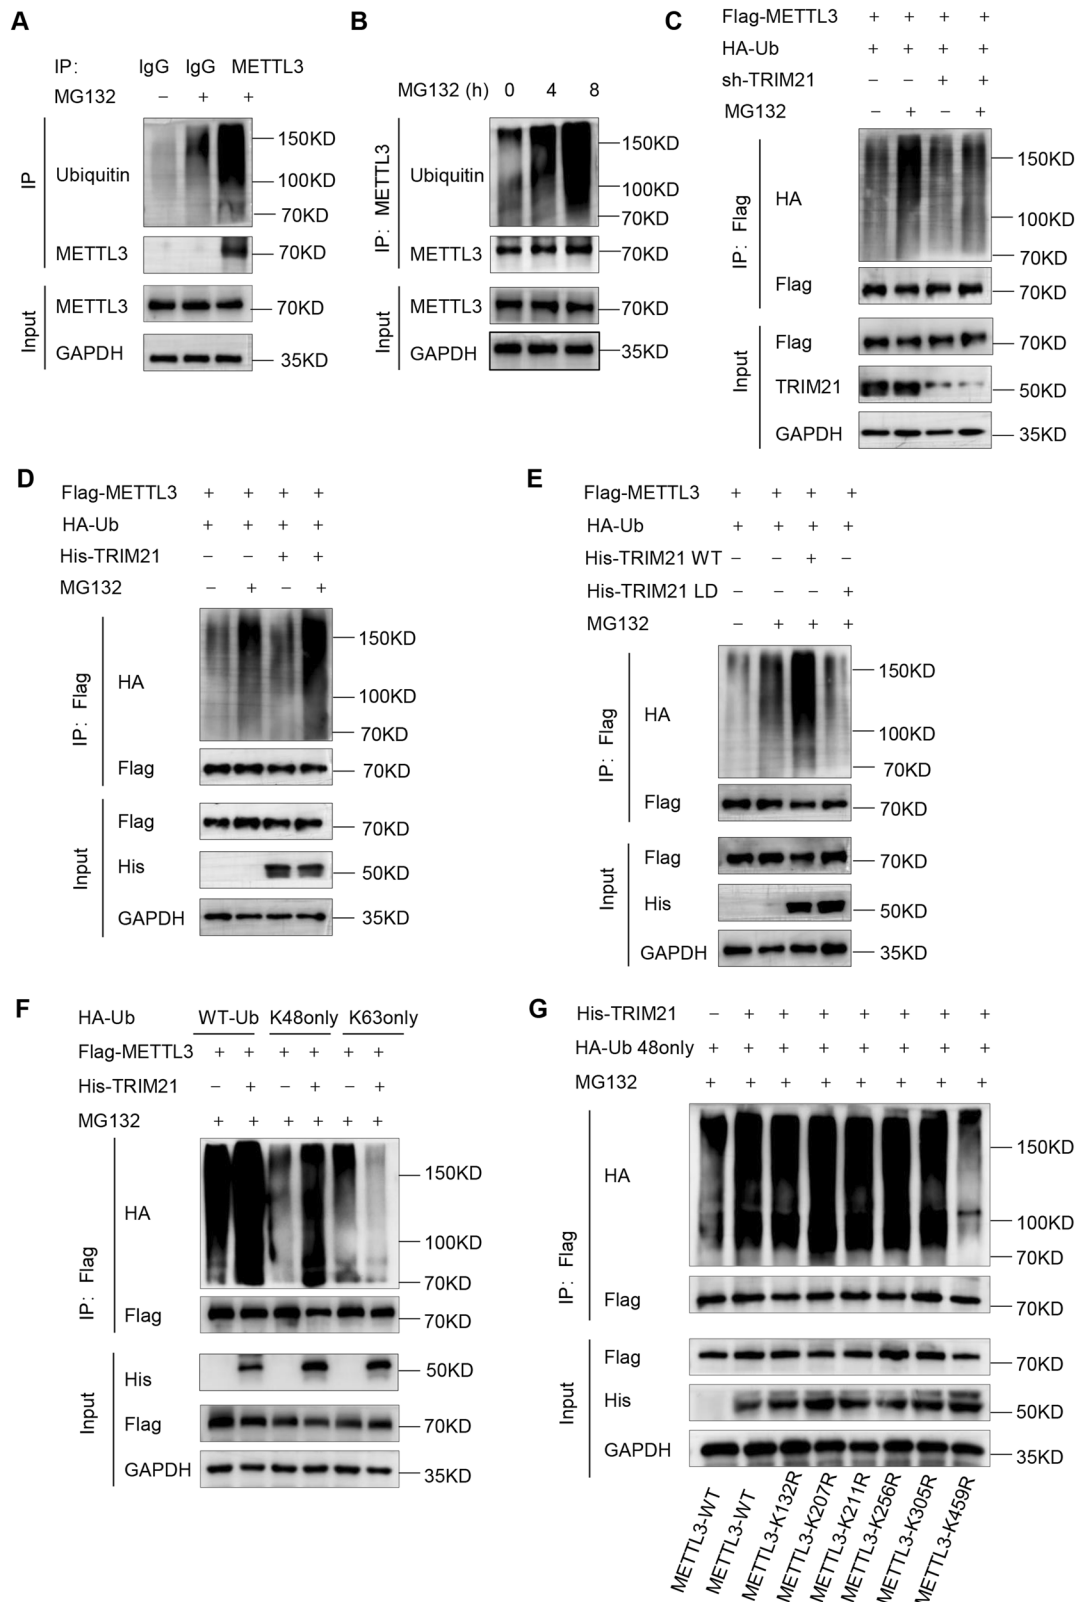 A
IP: IgG IgG METTL3
MG132 – + +
IP
Ubiquitin
150KD
100KD
70KD
METTL3 70KD
Input
METTL3 70KD
GAPDH 35KD
B
MG132 (h) 0 4 8
IP: METTL3
Ubiquitin
150KD
100KD
70KD
METTL3 70KD
Input
METTL3 70KD
GAPDH 35KD
C
Flag-METTL3 + + + +
HA-Ub + + + +
sh-TRIM21 – – + +
MG132 – + – +
IP: Flag
HA
150KD
100KD
70KD
Flag 70KD
Input
Flag 70KD
TRIM21 50KD
GAPDH 35KD
D
Flag-METTL3 + + + +
HA-Ub + + + +
His-TRIM21 – – + +
MG132 – + – +
IP: Flag
HA
150KD
100KD
70KD
Flag 70KD
Input
Flag 70KD
His 50KD
GAPDH 35KD
E
Flag-METTL3 + + + +
HA-Ub + + + +
His-TRIM21 WT – – + –
His-TRIM21 LD – – – +
MG132 – + + +
IP: Flag
HA
150KD
100KD
70KD
Flag 70KD
Input
Flag 70KD
His 50KD
GAPDH 35KD
F
HA-Ub WT-Ub K48only K63only
Flag-METTL3 + + + + + +
His-TRIM21 – + – + – +
MG132 + + + + + +
IP: Flag
HA
150KD
100KD
70KD
Flag 70KD
Input
His 50KD
Flag 70KD
GAPDH 35KD
G
His-TRIM21 – + + + + + + +
HA-Ub 48only + + + + + + + +
MG132 + + + + + + + +
IP: Flag
HA
150KD
100KD
70KD
Flag 70KD
Input
Flag 70KD
His 50KD
GAPDH 35KD
METTL3-WT
METTL3-WT
METTL3-K132R
METTL3-K207R
METTL3-K211R
METTL3-K256R
METTL3-K305R
METTL3-K459R